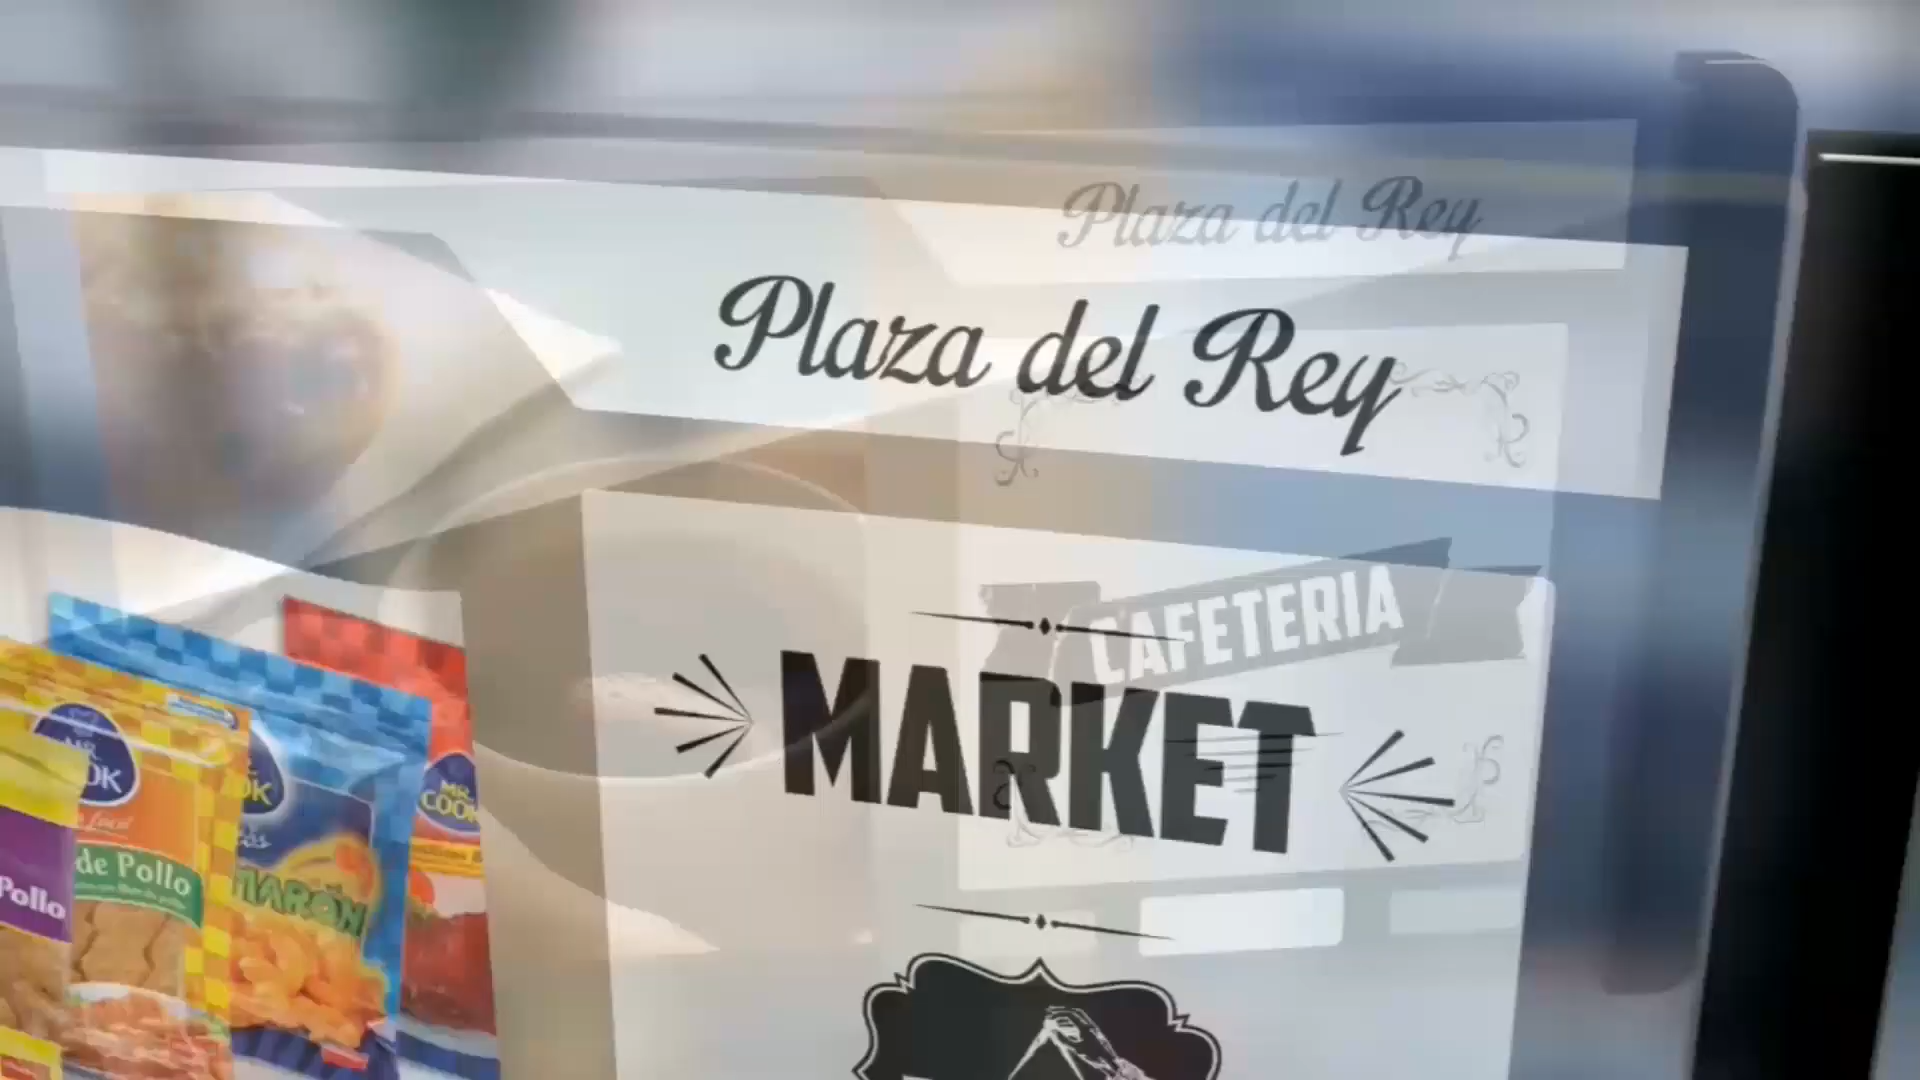 Plaza del Rey
Plaza del Rey
CAFETERIA
MARKET
MR.
COOK
de Pollo
Pollo